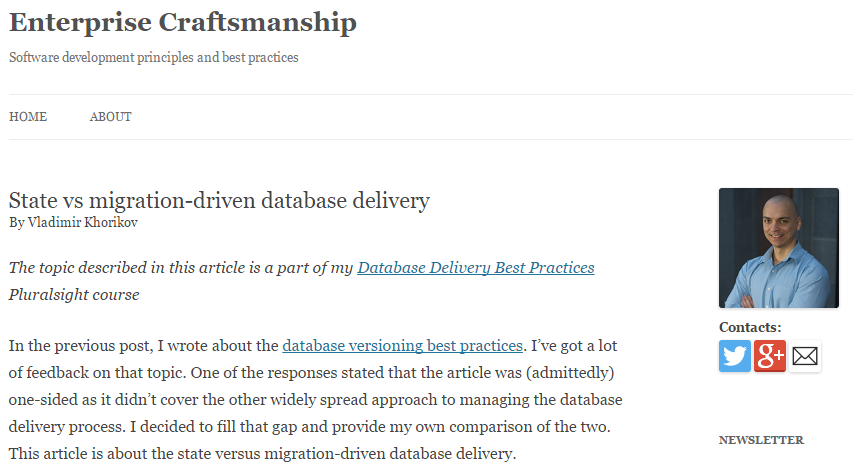 Enterprise Craftsmanship
Software development principles and best practices
HOME
ABOUT
State vs migration-driven database delivery
By Vladimir Khorikov
The topic described in this article is a part of my Database Delivery Best Practices
Pluralsight course
In the previous post, I wrote about the database versioning best practices. I’ve got a lot
of feedback on that topic. One of the responses stated that the article was (admittedly)
one-sided as it didn’t cover the other widely spread approach to managing the database
delivery process. I decided to fill that gap and provide my own comparison of the two.
This article is about the state versus migration-driven database delivery.
Contacts:
g+
NEWSLETTER